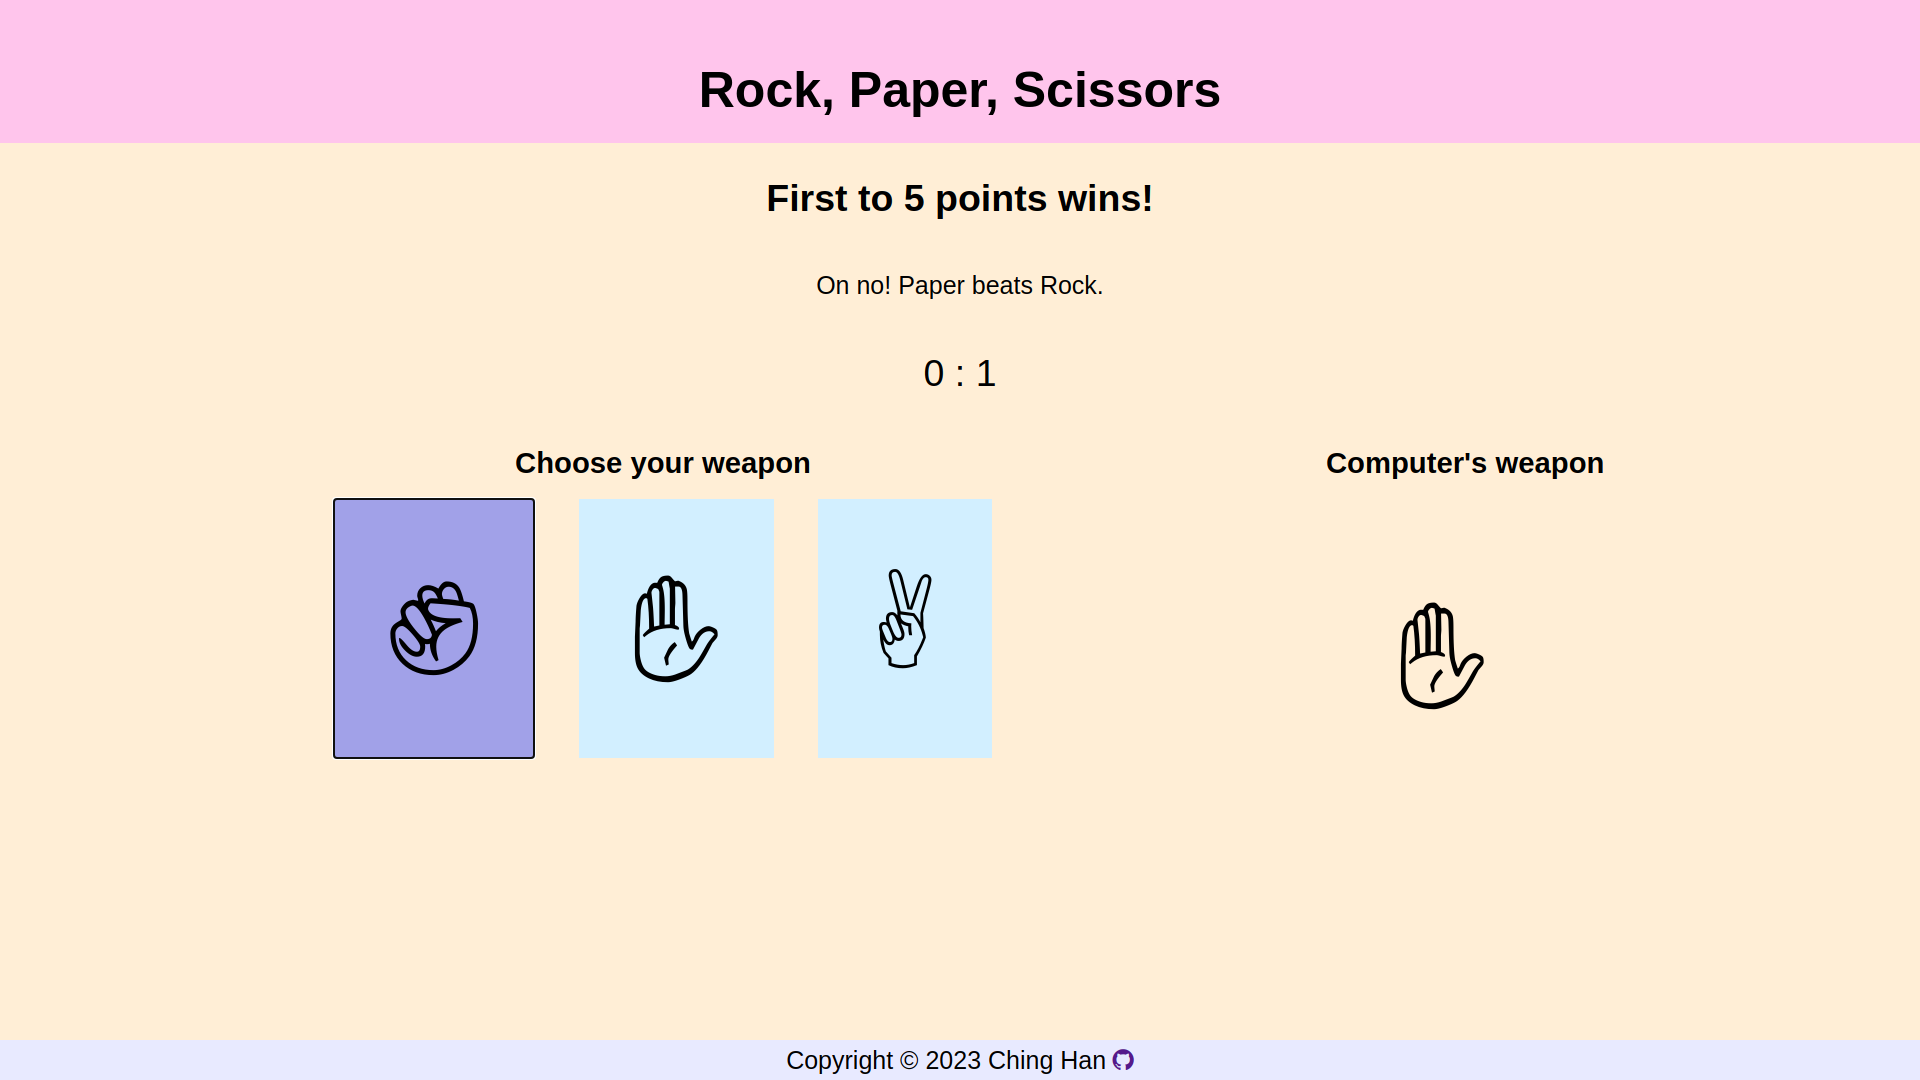 Rock, Paper, Scissors
First to 5 points wins!
On no! Paper beats Rock.
0 : 1
Choose your weapon
Computer's weapon
Copyright © 2023 Ching Han